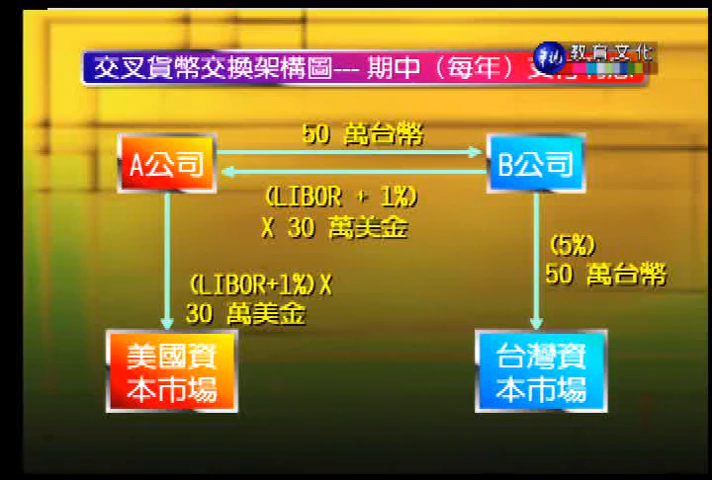 交叉貨幣交換架構圖--- 期中（每年）
教育文化
50 萬台幣
A公司
B公司
(LIBOR + 1%)
X 30 萬美金
(5%)
50 萬台幣
(LIBOR+1%)X
30 萬美金
美國資
本市場
台灣資
本市場